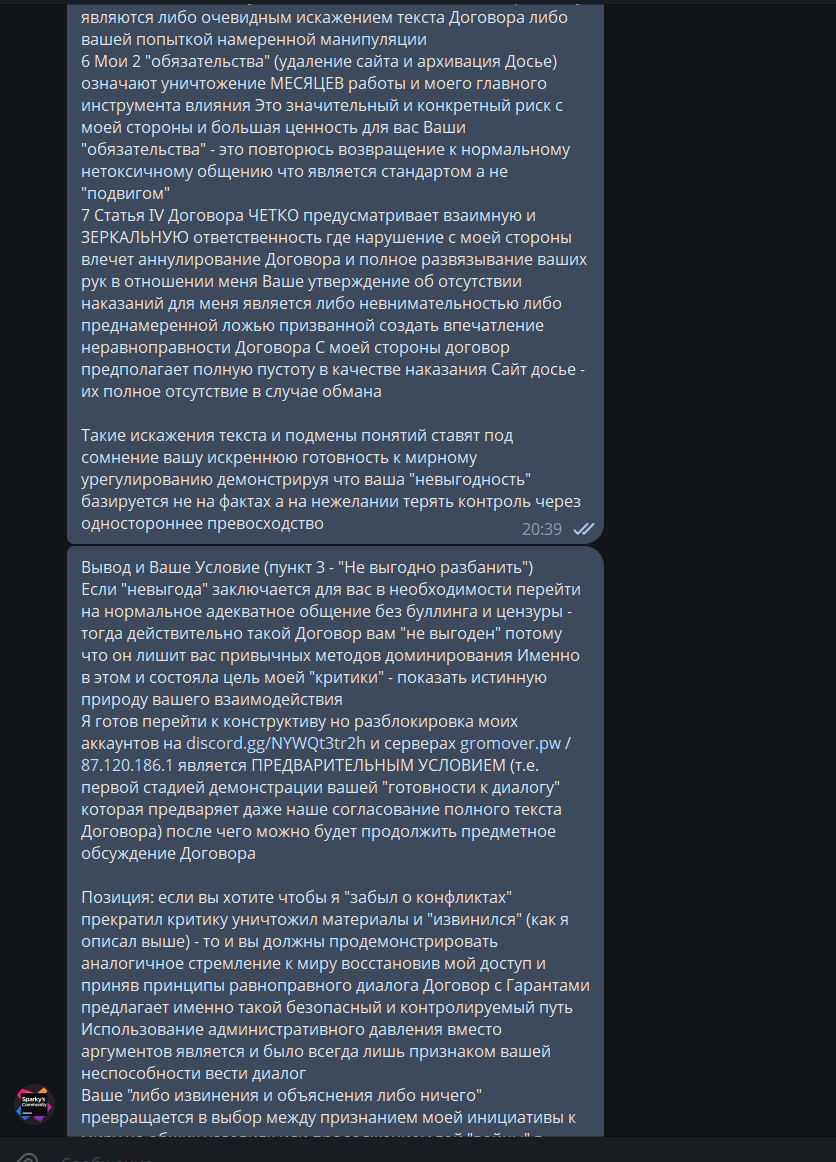 являются либо очевидным искажением текста Договора либо
вашей попыткой намеренной манипуляции
6 Мои 2 "обязательства" (удаление сайта и архивация Досье)
означают уничтожение МЕСЯЦЕВ работы и моего главного
инструмента влияния Это значительный и конкретный риск с
моей стороны и большая ценность для вас Ваши
"обязательства" - это повторюсь возвращение к нормальному
нетоксичному общению что является стандартом а не
"подвигом"
7 Статья IV Договора ЧЕТКО предусматривает взаимную и
ЗЕРКАЛЬНУЮ ответственность где нарушение с моей стороны
влечет аннулирование Договора и полное развязывание ваших
рук в отношении меня Ваше утверждение об отсутствии
наказаний для меня является либо невнимательностью либо
преднамеренной ложью призванной создать впечатление
неравноправности Договора С моей стороны договор
предполагает полную пустоту в качестве наказания Сайт досье -
их полное отсутствие в случае обмана
Такие искажения текста и подмены понятий ставят под
сомнение вашу искреннюю готовность к мирному
урегулированию демонстрируя что ваша "невыгодность"
базируется не на фактах а на нежелании терять контроль через
одностороннее превосходство
20:39
Вывод и Ваше Условие (пункт 3 - "Не выгодно разбанить")
Если "невыгода" заключается для вас в необходимости перейти
на нормальное адекватное общение без буллинга и цензуры -
тогда действительно такой Договор вам "не выгоден" потому
что он лишит вас привычных методов доминирования Именно
в этом и состояла цель моей "критики" - показать истинную
природу вашего взаимодействия
Я готов перейти к конструктиву но разблокировка моих
аккаунтов на discord.gg/NYWQt3tr2h и серверах gromover.pw /
87.120.186.1 является ПРЕДВАРИТЕЛЬНЫМ УСЛОВИЕМ (т.е.
первой стадией демонстрации вашей "готовности к диалогу"
которая предваряет даже наше согласование полного текста
Договора) после чего можно будет продолжить предметное
обсуждение Договора
Позиция: если вы хотите чтобы я "забыл о конфликтах"
прекратил критику уничтожил материалы и "извинился" (как я
описал выше) - то и вы должны продемонстрировать
аналогичное стремление к миру восстановив мой доступ и
приняв принципы равноправного диалога Договор с Гарантами
предлагает именно такой безопасный и контролируемый путь
Использование административного давления вместо
аргументов является и было всегда лишь признаком вашей
неспособности вести диалог
Ваше "либо извинения и объяснения либо ничего"
превращается в выбор между признанием моей инициативы к
Sparky's
Community